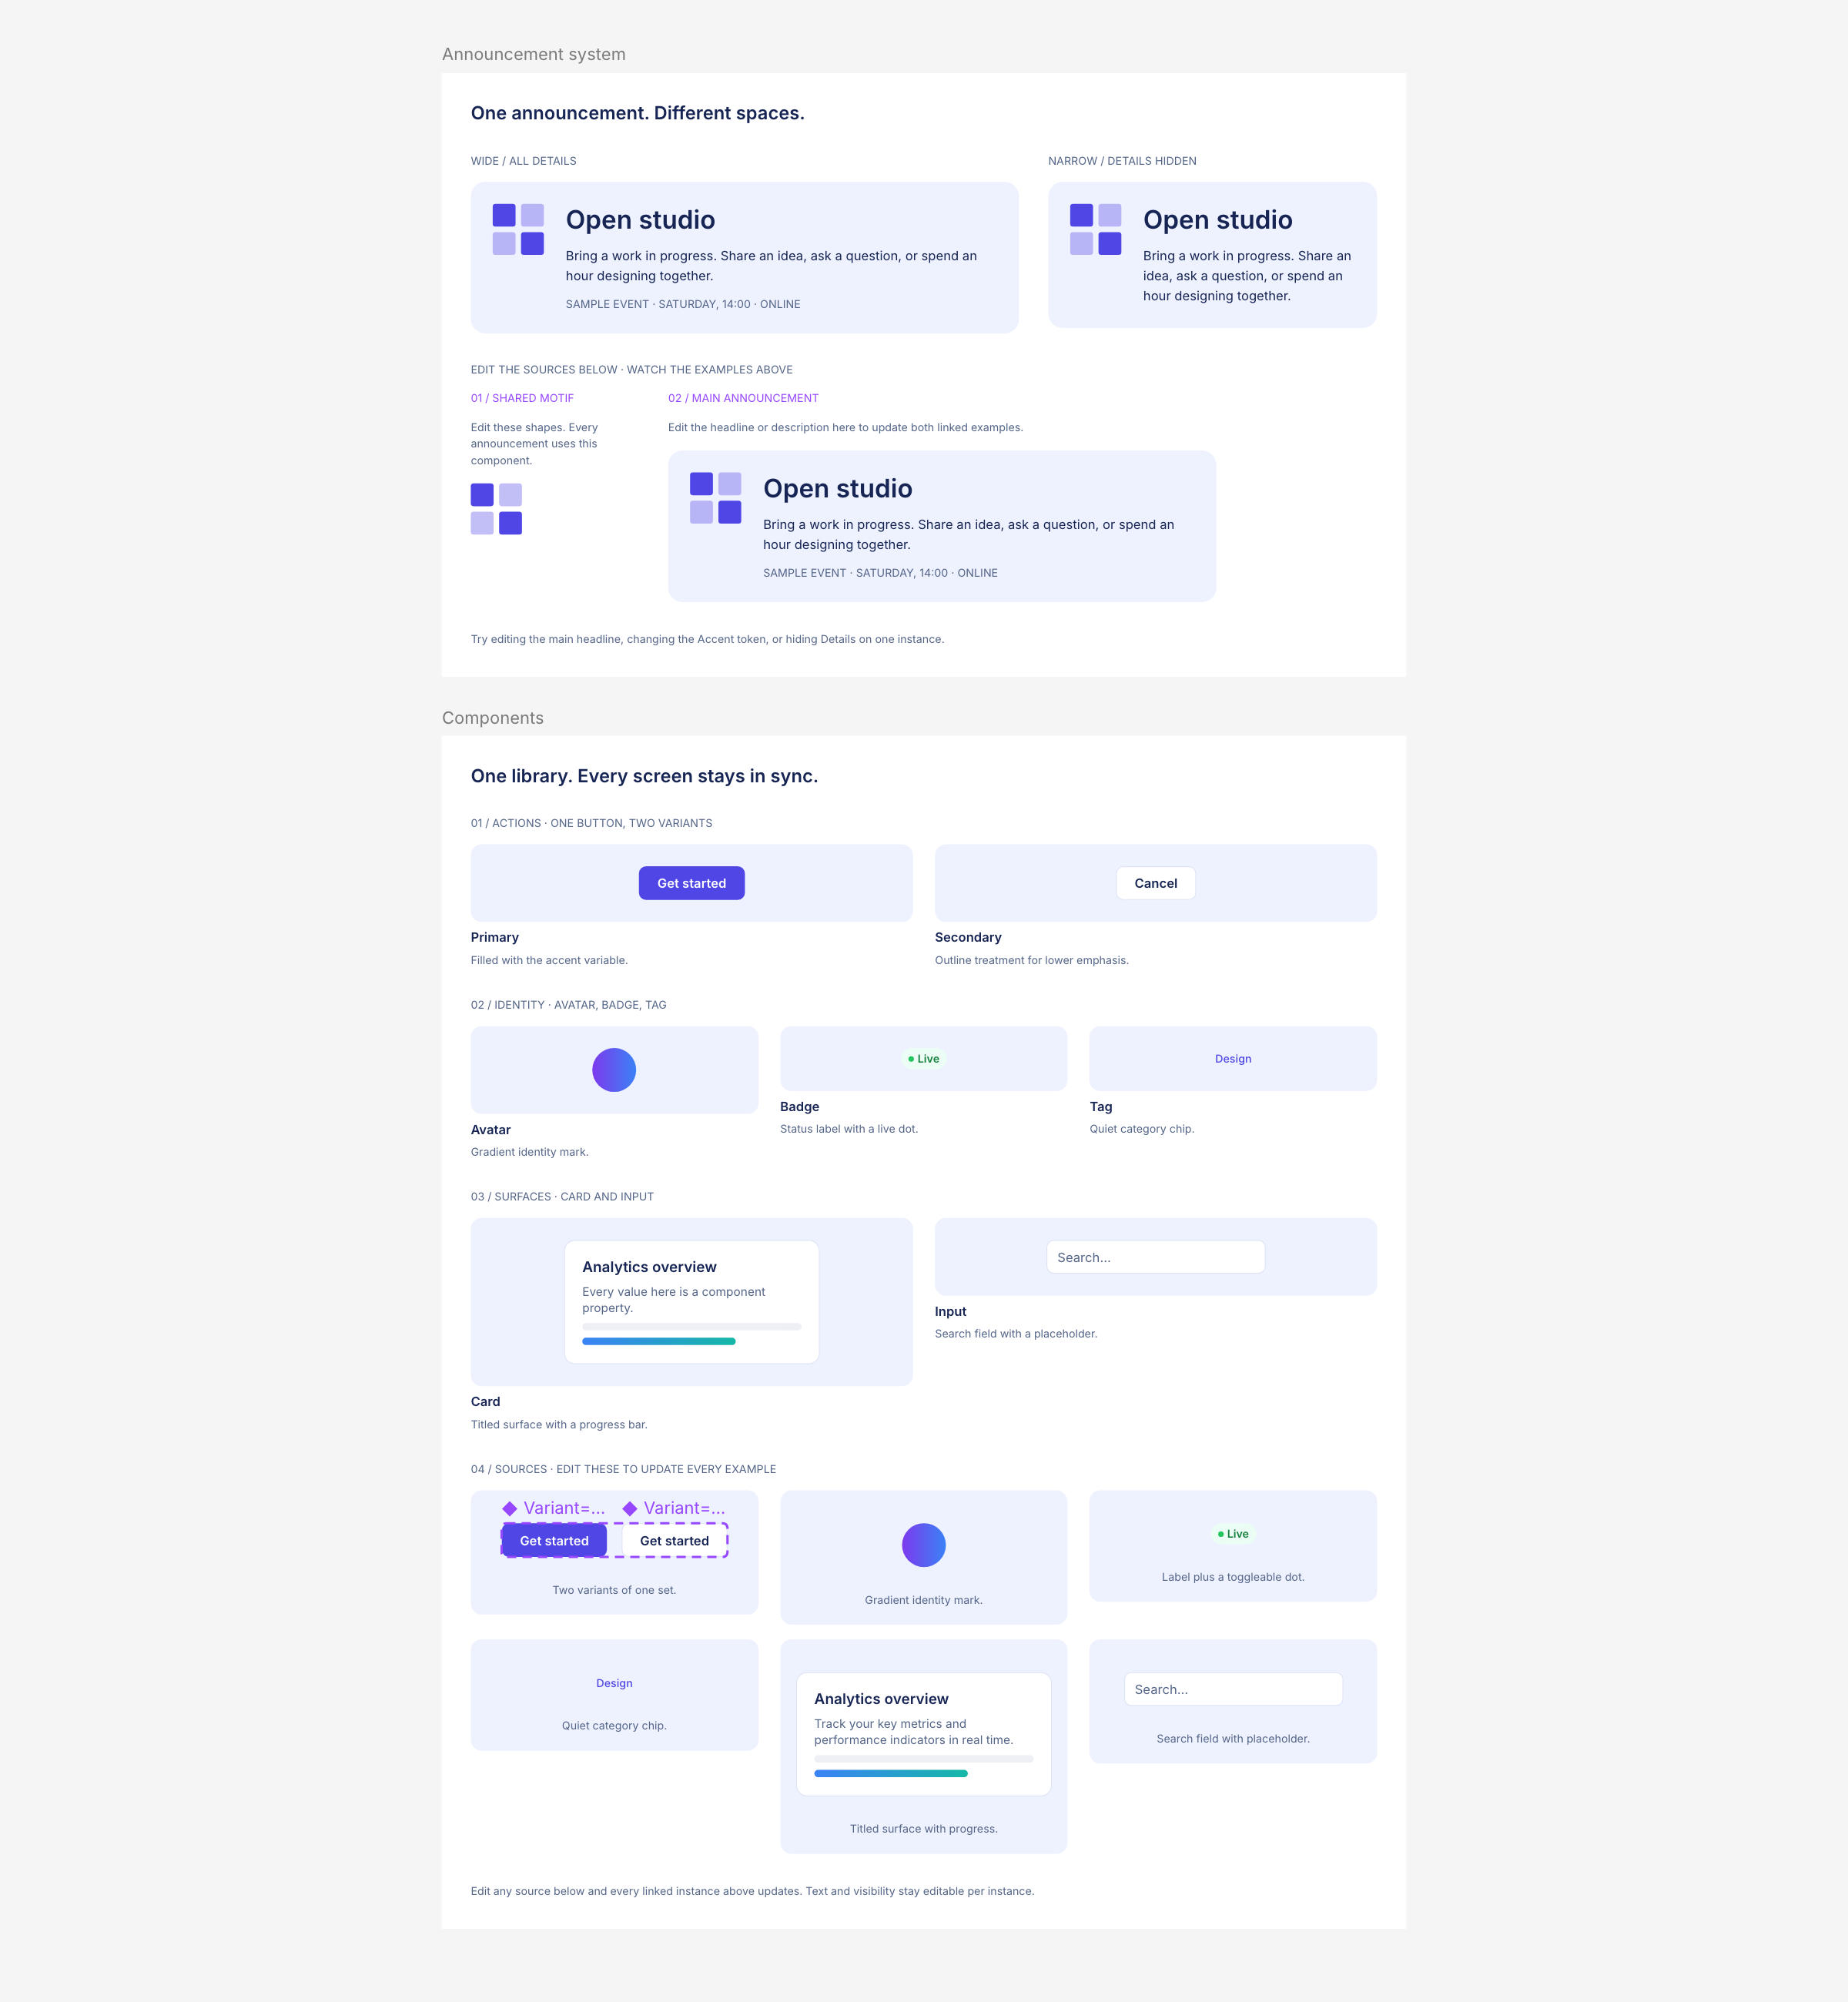 Announcement system
One announcement. Different spaces.
WIDE / ALL DETAILS
Open studio
Bring a work in progress. Share an idea, ask a question, or spend an
hour designing together.
SAMPLE EVENT · SATURDAY, 14:00 · ONLINE
NARROW / DETAILS HIDDEN
Open studio
Bring a work in progress. Share an
idea, ask a question, or spend an
hour designing together.
EDIT THE SOURCES BELOW · WATCH THE EXAMPLES ABOVE
01 / SHARED MOTIF
Edit these shapes. Every
announcement uses this
component.
02 / MAIN ANNOUNCEMENT
Edit the headline or description here to update both linked examples.
Open studio
Bring a work in progress. Share an idea, ask a question, or spend an
hour designing together.
SAMPLE EVENT · SATURDAY, 14:00 · ONLINE
Try editing the main headline, changing the Accent token, or hiding Details on one instance.
Components
One library. Every screen stays in sync.
01 / ACTIONS · ONE BUTTON, TWO VARIANTS
Get started
Primary
Filled with the accent variable.
Cancel
Secondary
Outline treatment for lower emphasis.
02 / IDENTITY · AVATAR, BADGE, TAG
Avatar
Gradient identity mark.
Live
Badge
Status label with a live dot.
Design
Tag
Quiet category chip.
03 / SURFACES · CARD AND INPUT
Analytics overview
Every value here is a component
property.
Card
Titled surface with a progress bar.
Search...
Input
Search field with a placeholder.
04 / SOURCES · EDIT THESE TO UPDATE EVERY EXAMPLE
Variant=...
Variant=...
Get started
Get started
Two variants of one set.
Gradient identity mark.
Live
Label plus a toggleable dot.
Design
Quiet category chip.
Analytics overview
Track your key metrics and
performance indicators in real time.
Titled surface with progress.
Search...
Search field with placeholder.
Edit any source below and every linked instance above updates. Text and visibility stay editable per instance.